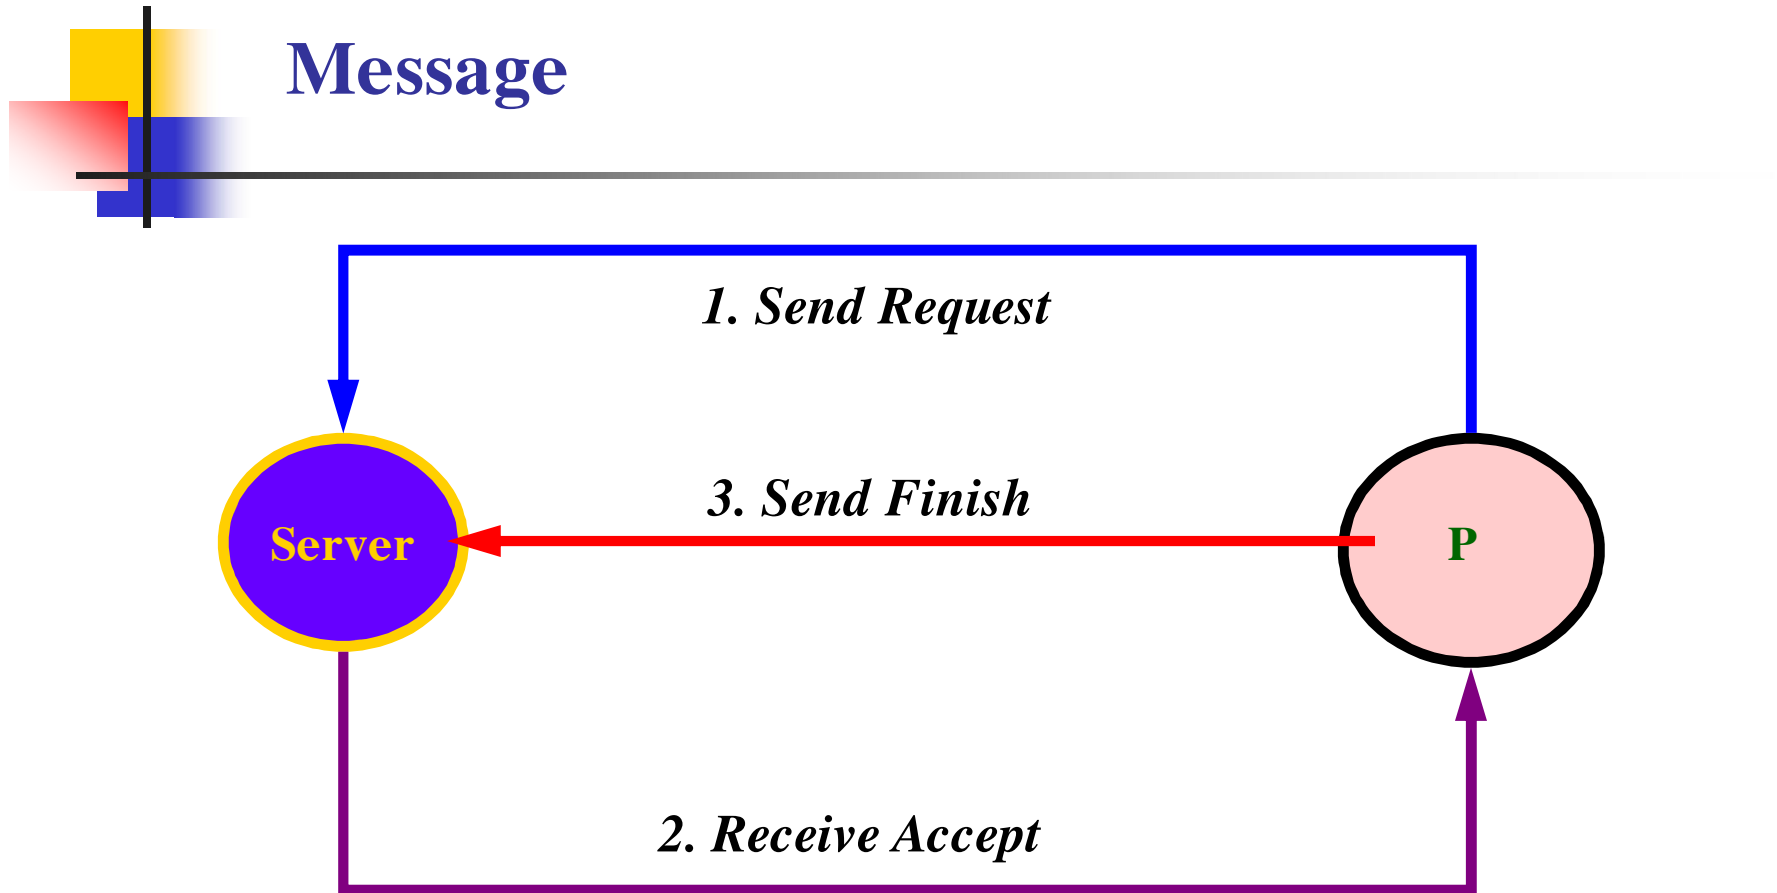 Message
1. Send Request
3. Send Finish
Server
P
2. Receive Accept